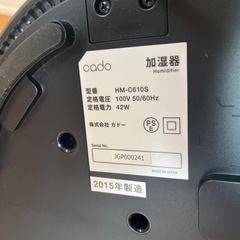 cado
加湿器
Humidifier
型番 HM-C610S
定格電圧 100V 50/60Hz
定格電力 42W
株式会社 カドー
PSE
Serial No.
JGP000241
MADE IN JAPAN
2015年製造